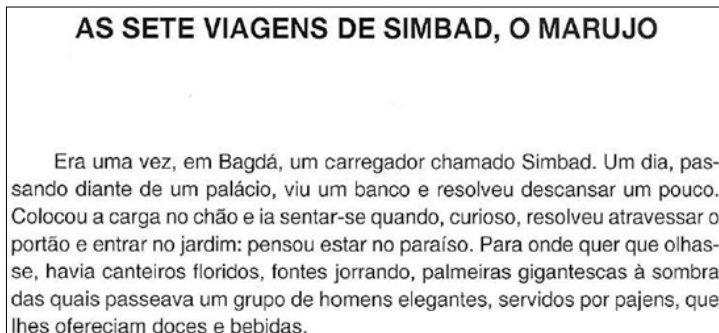 AS SETE VIAGENS DE SIMBAD, O MARUJO
Era uma vez, em Bagdá, um carregador chamado Simbad. Um dia, pas-
sando diante de um palácio, viu um banco e resolveu descansar um pouco.
Colocou a carga no chão e ia sentar-se quando, curioso, resolveu atravessar o
portão e entrar no jardim: pensou estar no paraíso. Para onde quer que olhas-
se, havia canteiros floridos, fontes jorrando, palmeiras gigantescas à sombra
das quais passeava um grupo de homens elegantes, servidos por pajens, que
lhes ofereciam doces e bebidas.